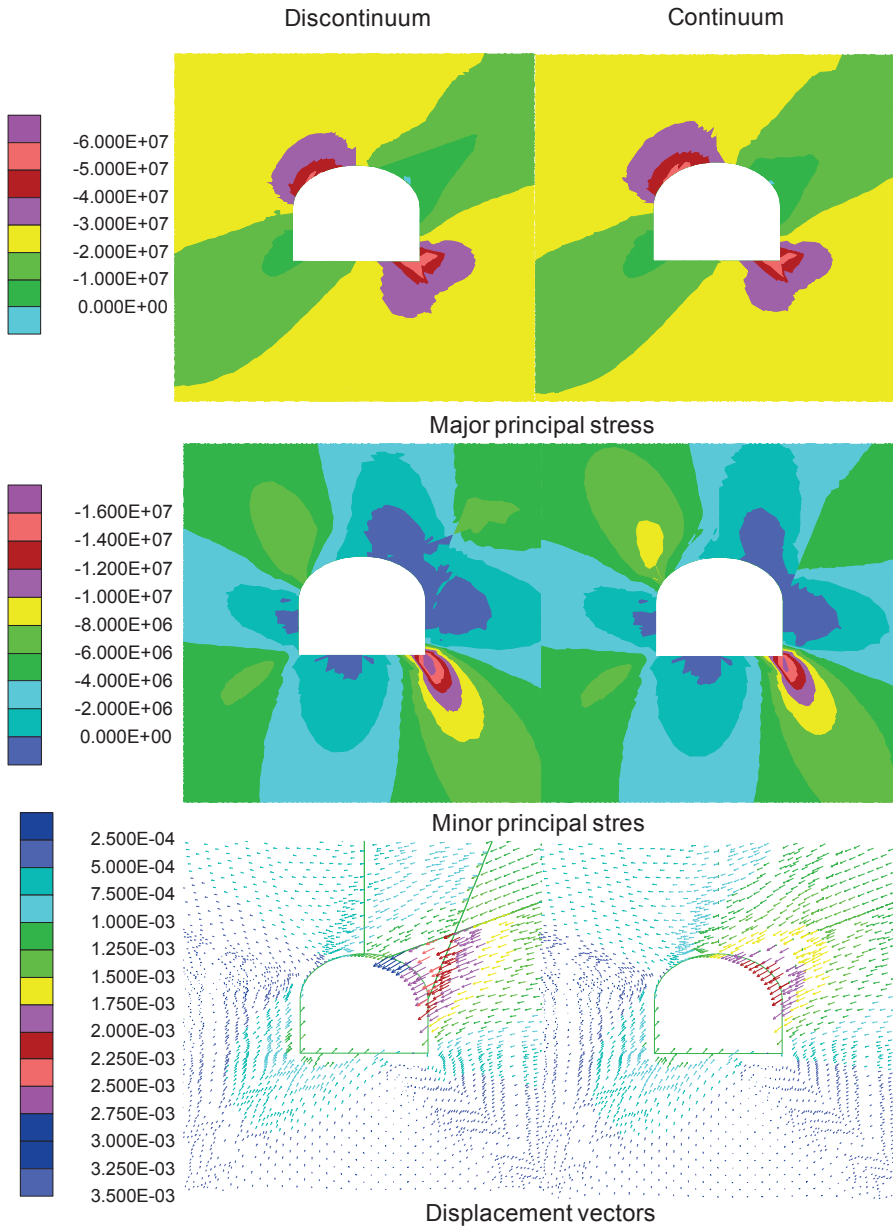 Discontinuum Continuum
-6.000E+07
-5.000E+07
-4.000E+07
-3.000E+07
-2.000E+07
-1.000E+07
0.000E+00
Major principal stress
-1.600E+07
-1.400E+07
-1.200E+07
-1.000E+07
-8.000E+06
-6.000E+06
-4.000E+06
-2.000E+06
0.000E+00
Minor principal stres
2.500E-04
5.000E-04
7.500E-04
1.000E-03
1.250E-03
1.500E-03
1.750E-03
2.000E-03
2.250E-03
2.500E-03
2.750E-03
3.000E-03
3.250E-03
3.500E-03
Displacement vectors